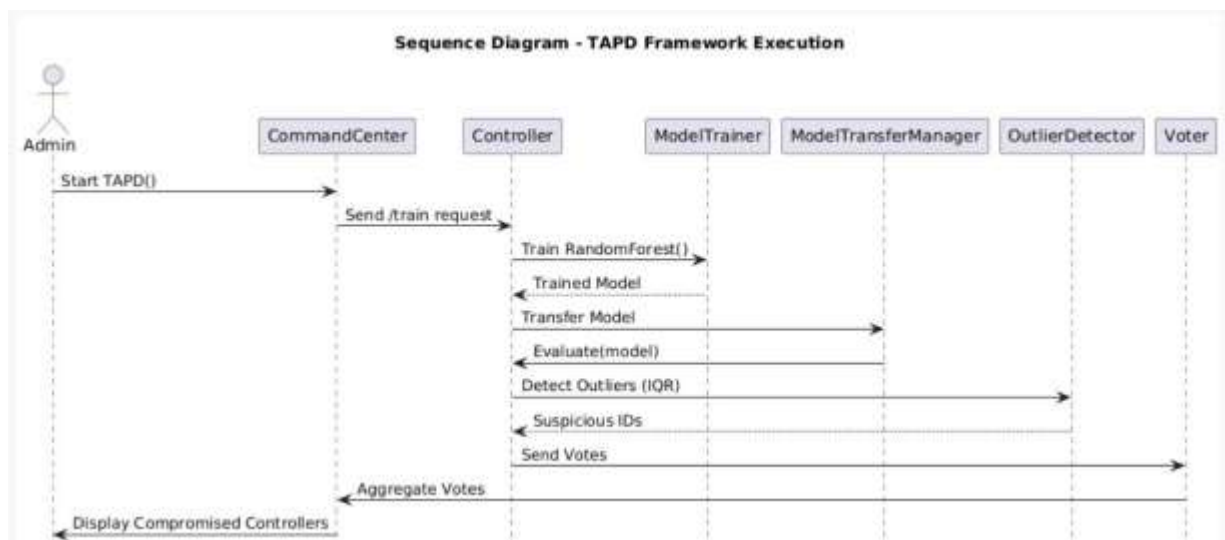 Sequence Diagram - TAPD Framework Execution
Admin
CommandCenter
Controller
ModelTrainer
ModelTransferManager
OutlierDetector
Voter
Start TAPD()
Send /train request
Train RandomForest()
Trained Model
Transfer Model
Evaluate(model)
Detect Outliers (IQR)
Suspicious IDs
Send Votes
Aggregate Votes
Display Compromised Controllers